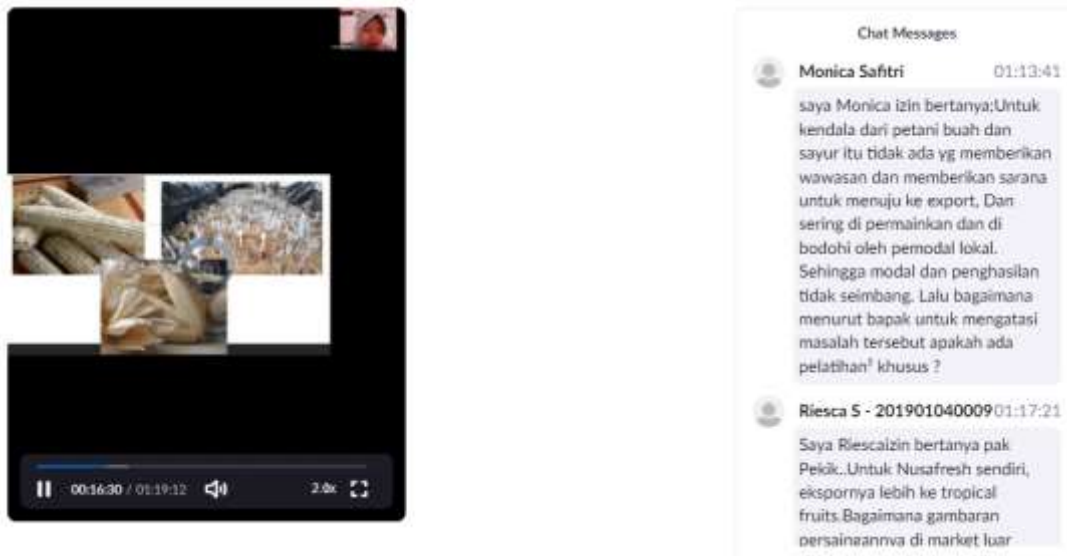 Chat Messages
Monica Safitri 01:13:41
saya Monica izin bertanya;Untuk
kendala dari petani buah dan
sayur itu tidak ada yg memberikan
wawasan dan memberikan sarana
untuk menuju ke export, Dan
sering di permainkan dan di
bodohi oleh pemodal lokal.
Sehingga modal dan penghasilan
tidak seimbang. Lalu bagaimana
menurut bapak untuk mengatasi
masalah tersebut apakah ada
pelatihan² khusus ?
Riesca S - 201901040009 01:17:21
Saya Riescaizin bertanya pak
Pekik..Untuk Nusafresh sendiri,
ekspornya lebih ke tropical
fruits.Bagaimana gambaran
persaingannya di market luar
00:16:30 / 01:19:12 2.0x